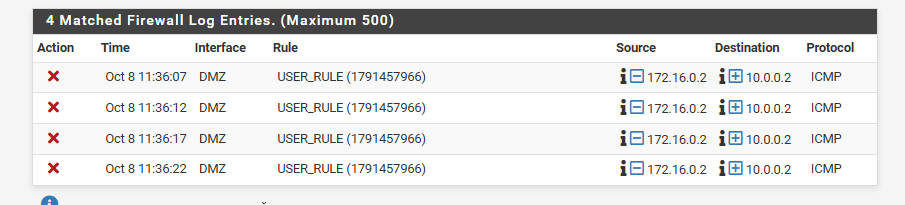 4 Matched Firewall Log Entries. (Maximum 500)
Action Time Interface Rule Source Destination Protocol
Oct 8 11:36:07 DMZ USER_RULE (1791457966) 172.16.0.2 10.0.0.2 ICMP
Oct 8 11:36:12 DMZ USER_RULE (1791457966) 172.16.0.2 10.0.0.2 ICMP
Oct 8 11:36:17 DMZ USER_RULE (1791457966) 172.16.0.2 10.0.0.2 ICMP
Oct 8 11:36:22 DMZ USER_RULE (1791457966) 172.16.0.2 10.0.0.2 ICMP